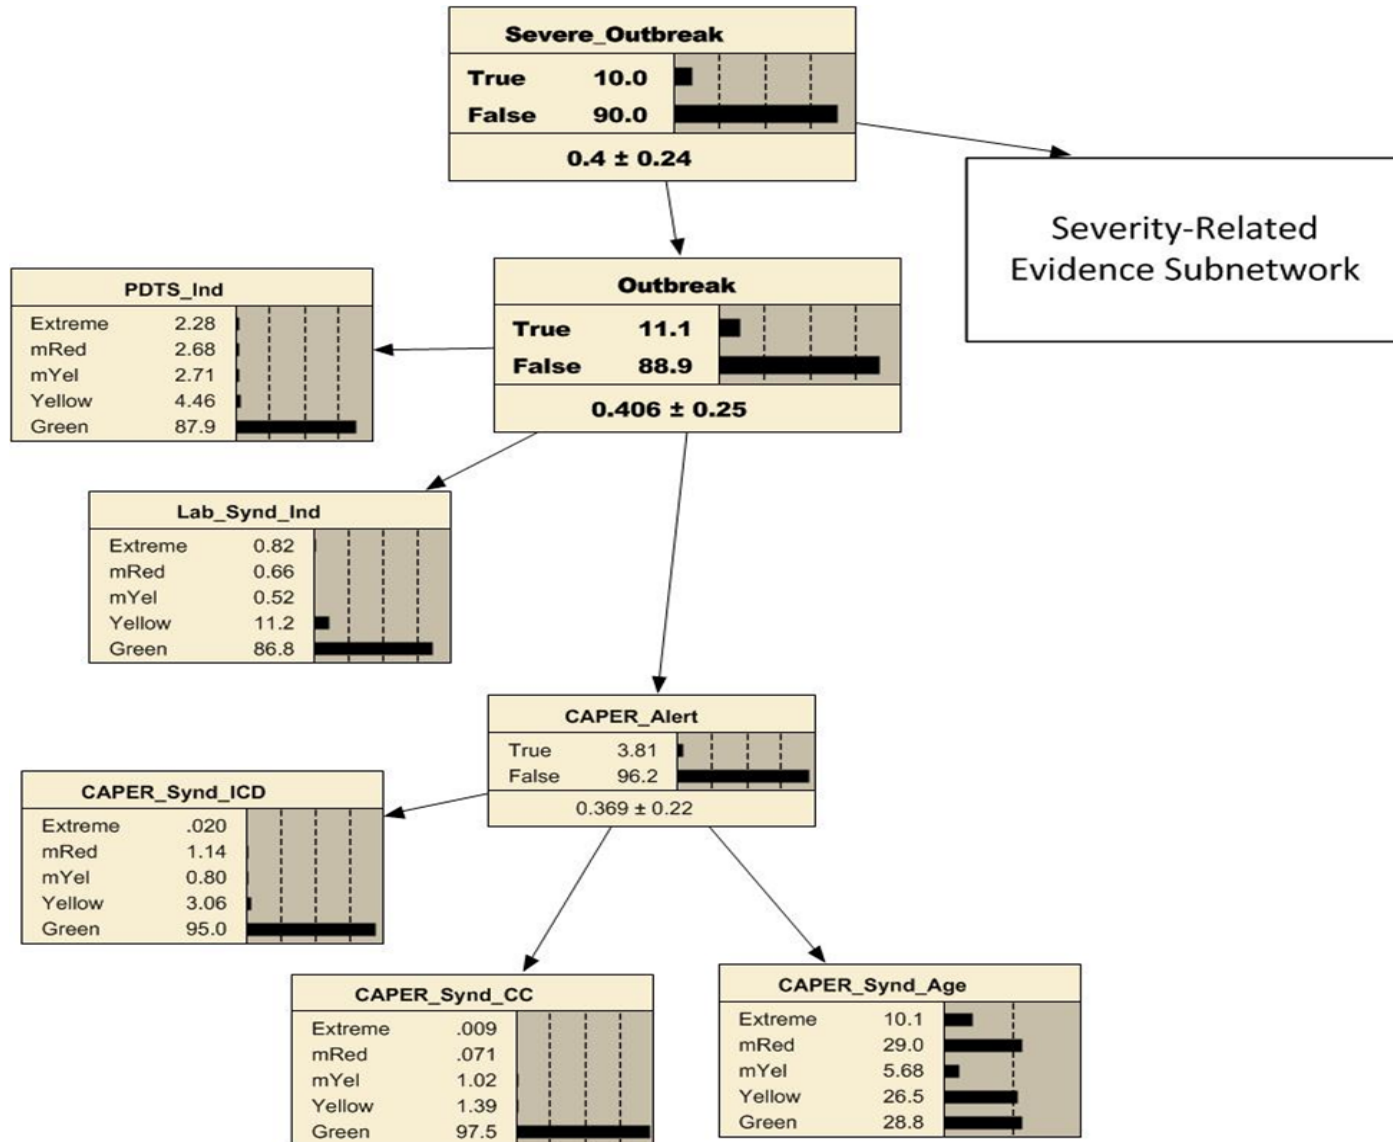 Severe_Outbreak
True 10.0
False 90.0
0.4 ± 0.24
Severity-Related
Evidence Subnetwork
Outbreak
True 11.1
False 88.9
0.406 ± 0.25
PDTS_Ind
Extreme 2.28
mRed 2.68
mYel 2.71
Yellow 4.46
Green 87.9
Lab_Synd_Ind
Extreme 0.82
mRed 0.66
mYel 0.52
Yellow 11.2
Green 86.8
CAPER_Alert
True 3.81
False 96.2
0.369 ± 0.22
CAPER_Synd_ICD
Extreme .020
mRed 1.14
mYel 0.80
Yellow 3.06
Green 95.0
CAPER_Synd_CC
Extreme .009
mRed .071
mYel 1.02
Yellow 1.39
Green 97.5
CAPER_Synd_Age
Extreme 10.1
mRed 29.0
mYel 5.68
Yellow 26.5
Green 28.8